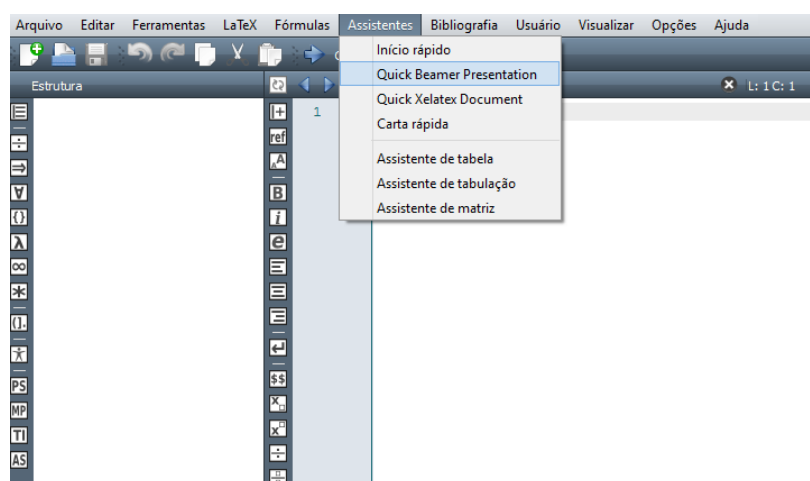 Arquivo Editar Ferramentas LaTeX Fórmulas Assistentes Bibliografia Usuário Visualizar Opções Ajuda
Início rápido
Quick Beamer Presentation
Quick Xelatex Document
Carta rápida
Assistente de tabela
Assistente de tabulação
Assistente de matriz
Estrutura
L: 1 C: 1
1
ref
A A
B
i
e
$$
x
x
{}
λ
∞
PS
MP
TI
AS